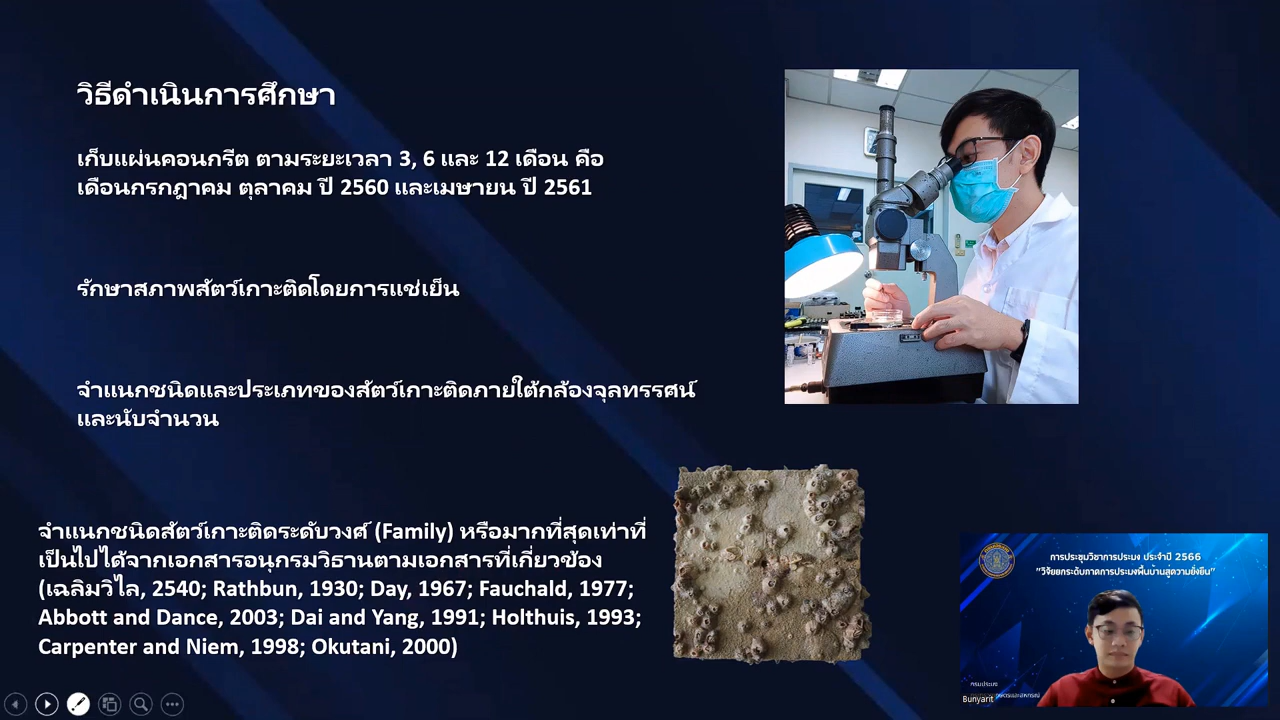 วิธีดำเนินการศึกษา
เก็บแผ่นคอนกรีต ตามระยะเวลา 3, 6 และ 12 เดือน คือ
เดือนกรกฎาคม ตุลาคม ปี 2560 และเมษายน ปี 2561
รักษาสภาพสัตว์เกาะติดโดยการแช่เย็น
จำแนกชนิดและประเภทของสัตว์เกาะติดภายใต้กล้องจุลทรรศน์
และนับจำนวน
จำแนกชนิดสัตว์เกาะติดระดับวงศ์ (Family) หรือมากที่สุดเท่าที่
เป็นไปได้จากเอกสารอนุกรมวิธานตามเอกสารที่เกี่ยวข้อง
(เฉลิมวิไล, 2540; Rathbun, 1930; Day, 1967; Fauchald, 1977;
Abbott and Dance, 2003; Dai and Yang, 1991; Holthuis, 1993;
Carpenter and Niem, 1998; Okutani, 2000)
การประชุมวิชาการประมง ประจำปี 2566
"วิจัยยกระดับภาคการประมงพื้นบ้านสู่ความยั่งยืน"
กรมประมง
Bunyarit